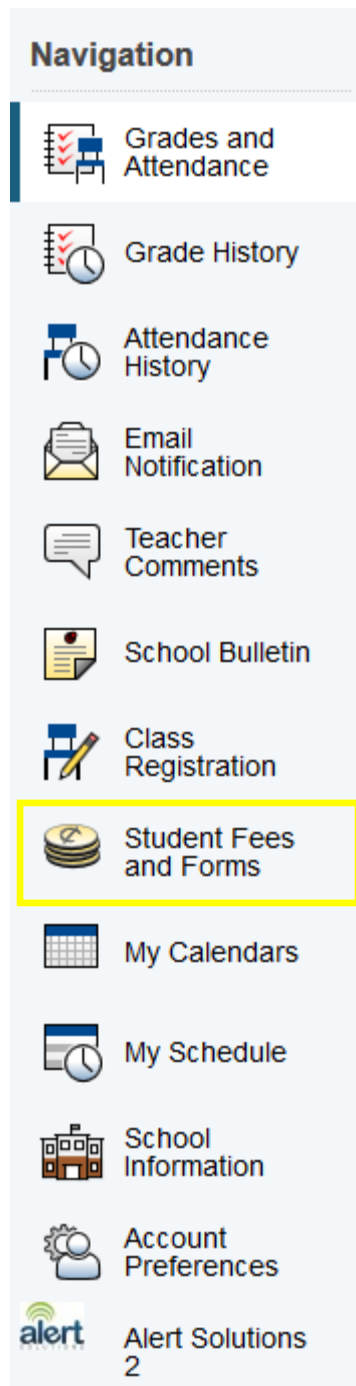 Navigation
Grades and
Attendance
Grade History
Attendance
History
Email
Notification
Teacher
Comments
School Bulletin
Class
Registration
Student Fees
and Forms
My Calendars
My Schedule
School
Information
Account
Preferences
alert
SOLUTIONS
Alert Solutions
2